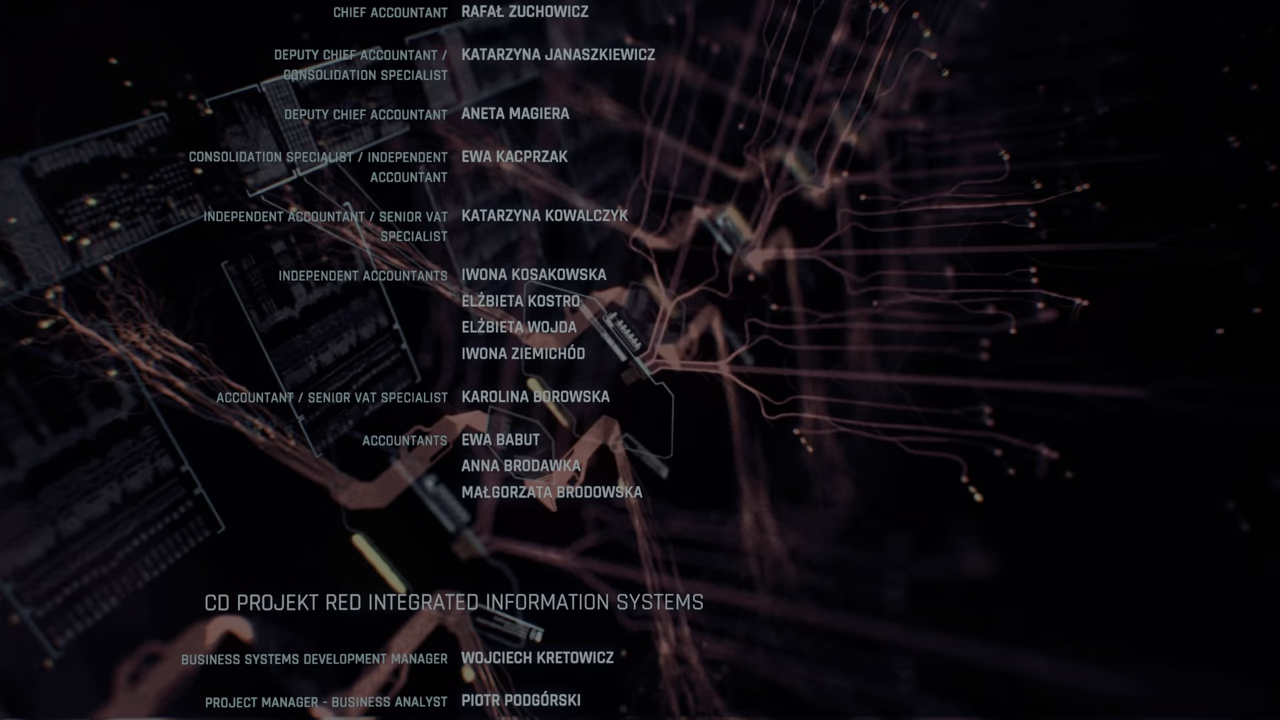 CHIEF ACCOUNTANT RAFAŁ ZUCHOWICZ
DEPUTY CHIEF ACCOUNTANT / KATARZYNA JANASZKIEWICZ
CONSOLIDATION SPECIALIST
DEPUTY CHIEF ACCOUNTANT ANETA MAGIERA
CONSOLIDATION SPECIALIST / INDEPENDENT EWA KACPRZAK
ACCOUNTANT
INDEPENDENT ACCOUNTANT / SENIOR VAT KATARZYNA KOWALCZYK
SPECIALIST
INDEPENDENT ACCOUNTANTS IWONA KOSAKOWSKA
ELŻBIETA KOSTRO
ELŻBIETA WOJDA
IWONA ZIEMICHÓD
ACCOUNTANT / SENIOR VAT SPECIALIST KAROLINA BOROWSKA
ACCOUNTANTS EWA BABUT
ANNA BRODAWKA
MAŁGORZATA BRODOWSKA
CD PROJEKT RED INTEGRATED INFORMATION SYSTEMS
BUSINESS SYSTEMS DEVELOPMENT MANAGER WOJCIECH KRETOWICZ
PROJECT MANAGER - BUSINESS ANALYST PIOTR PODGÓRSKI